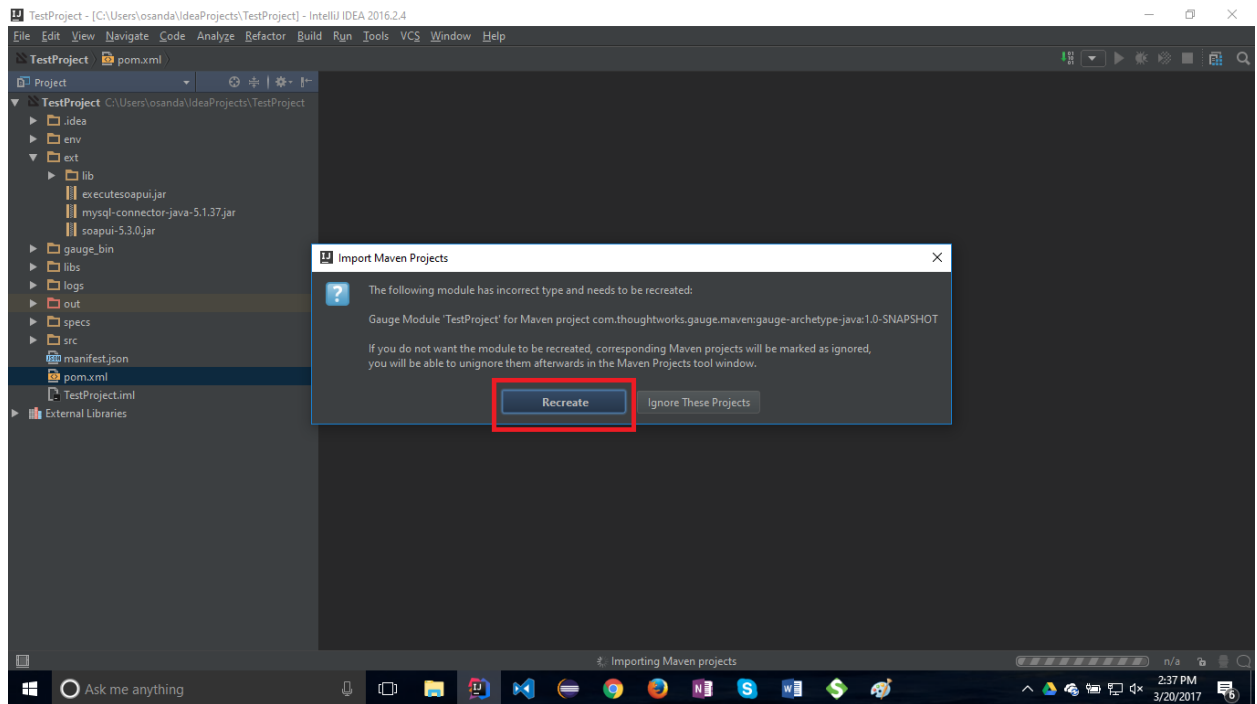 TestProject - [C:\Users\osanda\IdeaProjects\TestProject] - IntelliJ IDEA 2016.2.4
File Edit View Navigate Code Analyze Refactor Build Run Tools VCS Window Help
TestProject pom.xml
Project
TestProject C:\Users\osanda\IdeaProjects\TestProject
.idea
env
ext
lib
executesoapui.jar
mysql-connector-java-5.1.37.jar
soapui-5.3.0.jar
gauge_bin
libs
logs
out
specs
src
manifest.json
pom.xml
TestProject.iml
External Libraries
Import Maven Projects
The following module has incorrect type and needs to be recreated:
Gauge Module 'TestProject' for Maven project com.thoughtworks.gauge.maven:gauge-archetype-java:1.0-SNAPSHOT
If you do not want the module to be recreated, corresponding Maven projects will be marked as ignored,
you will be able to unignore them afterwards in the Maven Projects tool window.
Recreate Ignore These Projects
Importing Maven projects n/a
Ask me anything
2:37 PM
3/20/2017
6